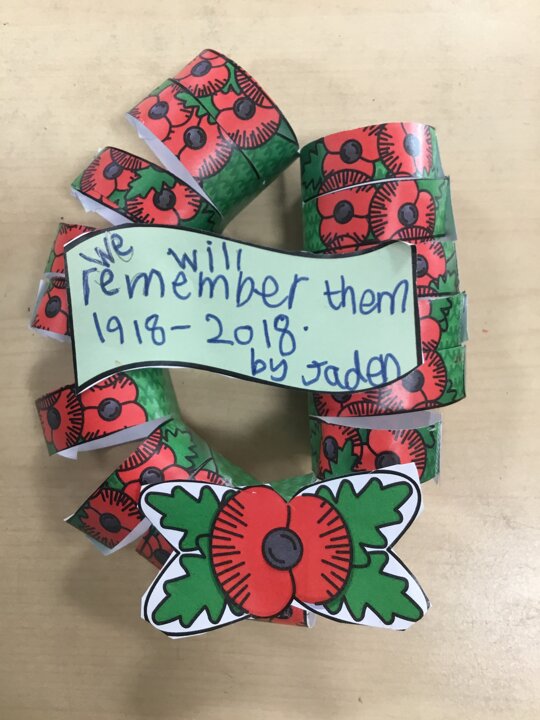 We will
remember them
1918-2018.
by Jaden